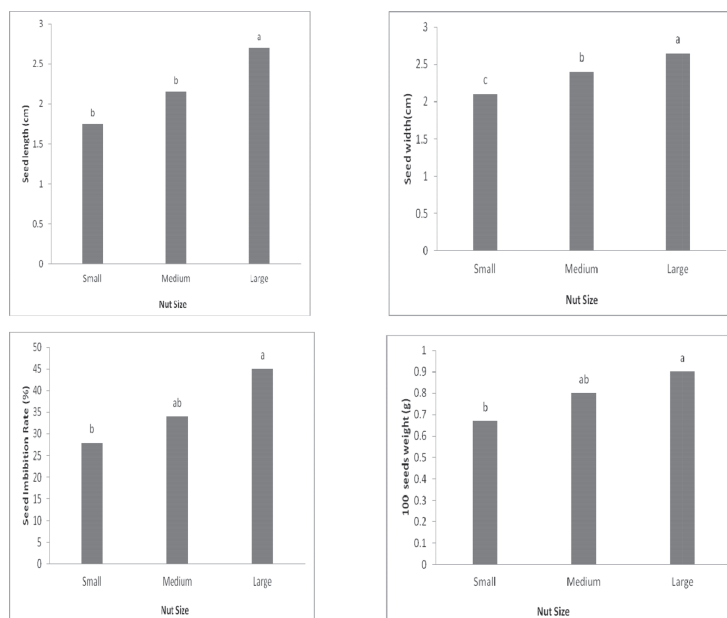 Seed length (cm)
3
2.5
2
1.5
1
0.5
0
b
b
a
Small Medium Large
Nut Size
Seed width(cm)
3
2.5
2
1.5
1
0.5
0
c
b
a
Small Medium Large
Nut Size
Seed Imbibition Rate (%)
50
45
40
35
30
25
20
15
10
5
0
b
ab
a
Small Medium Large
Nut Size
100 seeds weight (g)
1
0.9
0.8
0.7
0.6
0.5
0.4
0.3
0.2
0.1
0
b
ab
a
Small Medium Large
Nut Size